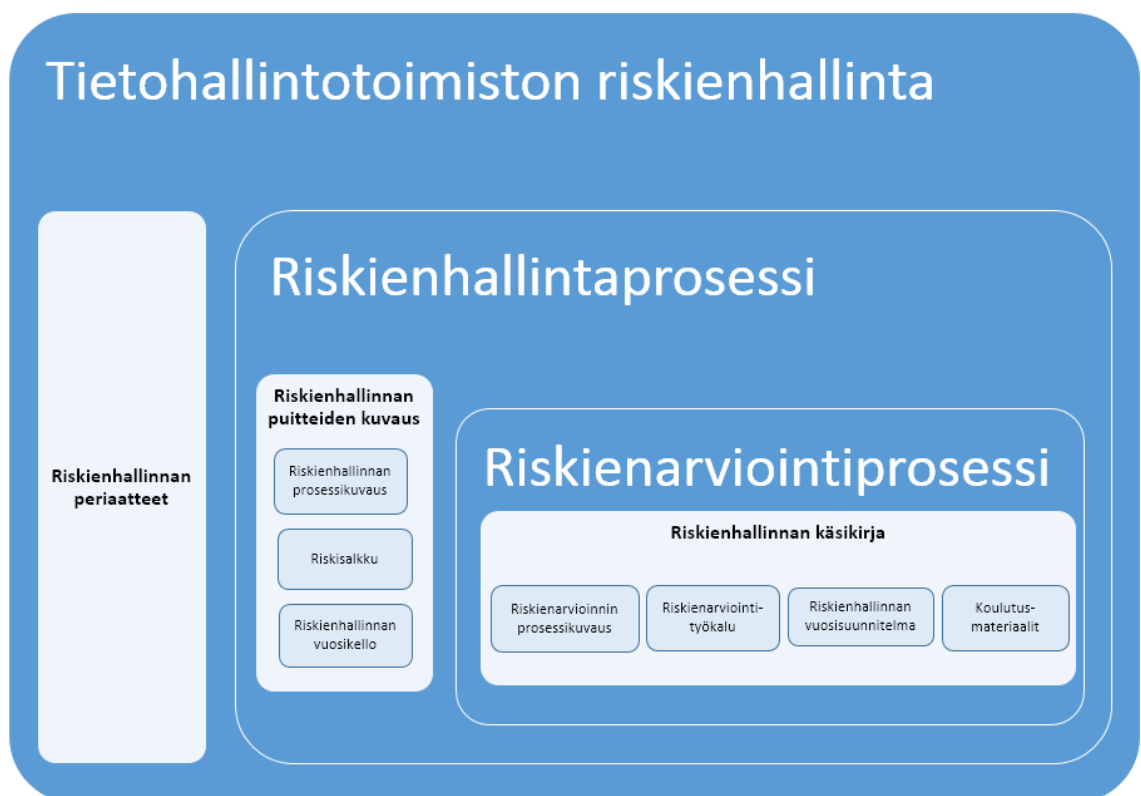 Tietohallintotoimiston riskienhallinta
Riskienhallinnan
periaatteet
Riskienhallintaprosessi
Riskienhallinnan
puitteiden kuvaus
Riskienhallinnan
prosessikuvaus
Riskisalkku
Riskienhallinnan
vuosikello
Riskienarviointiprosessi
Riskienhallinnan käsikirja
Riskienarvioinnin
prosessikuvaus
Riskienarviointi-
työkalu
Riskienhallinnan
vuosisuunnitelma
Koulutus-
materiaalit